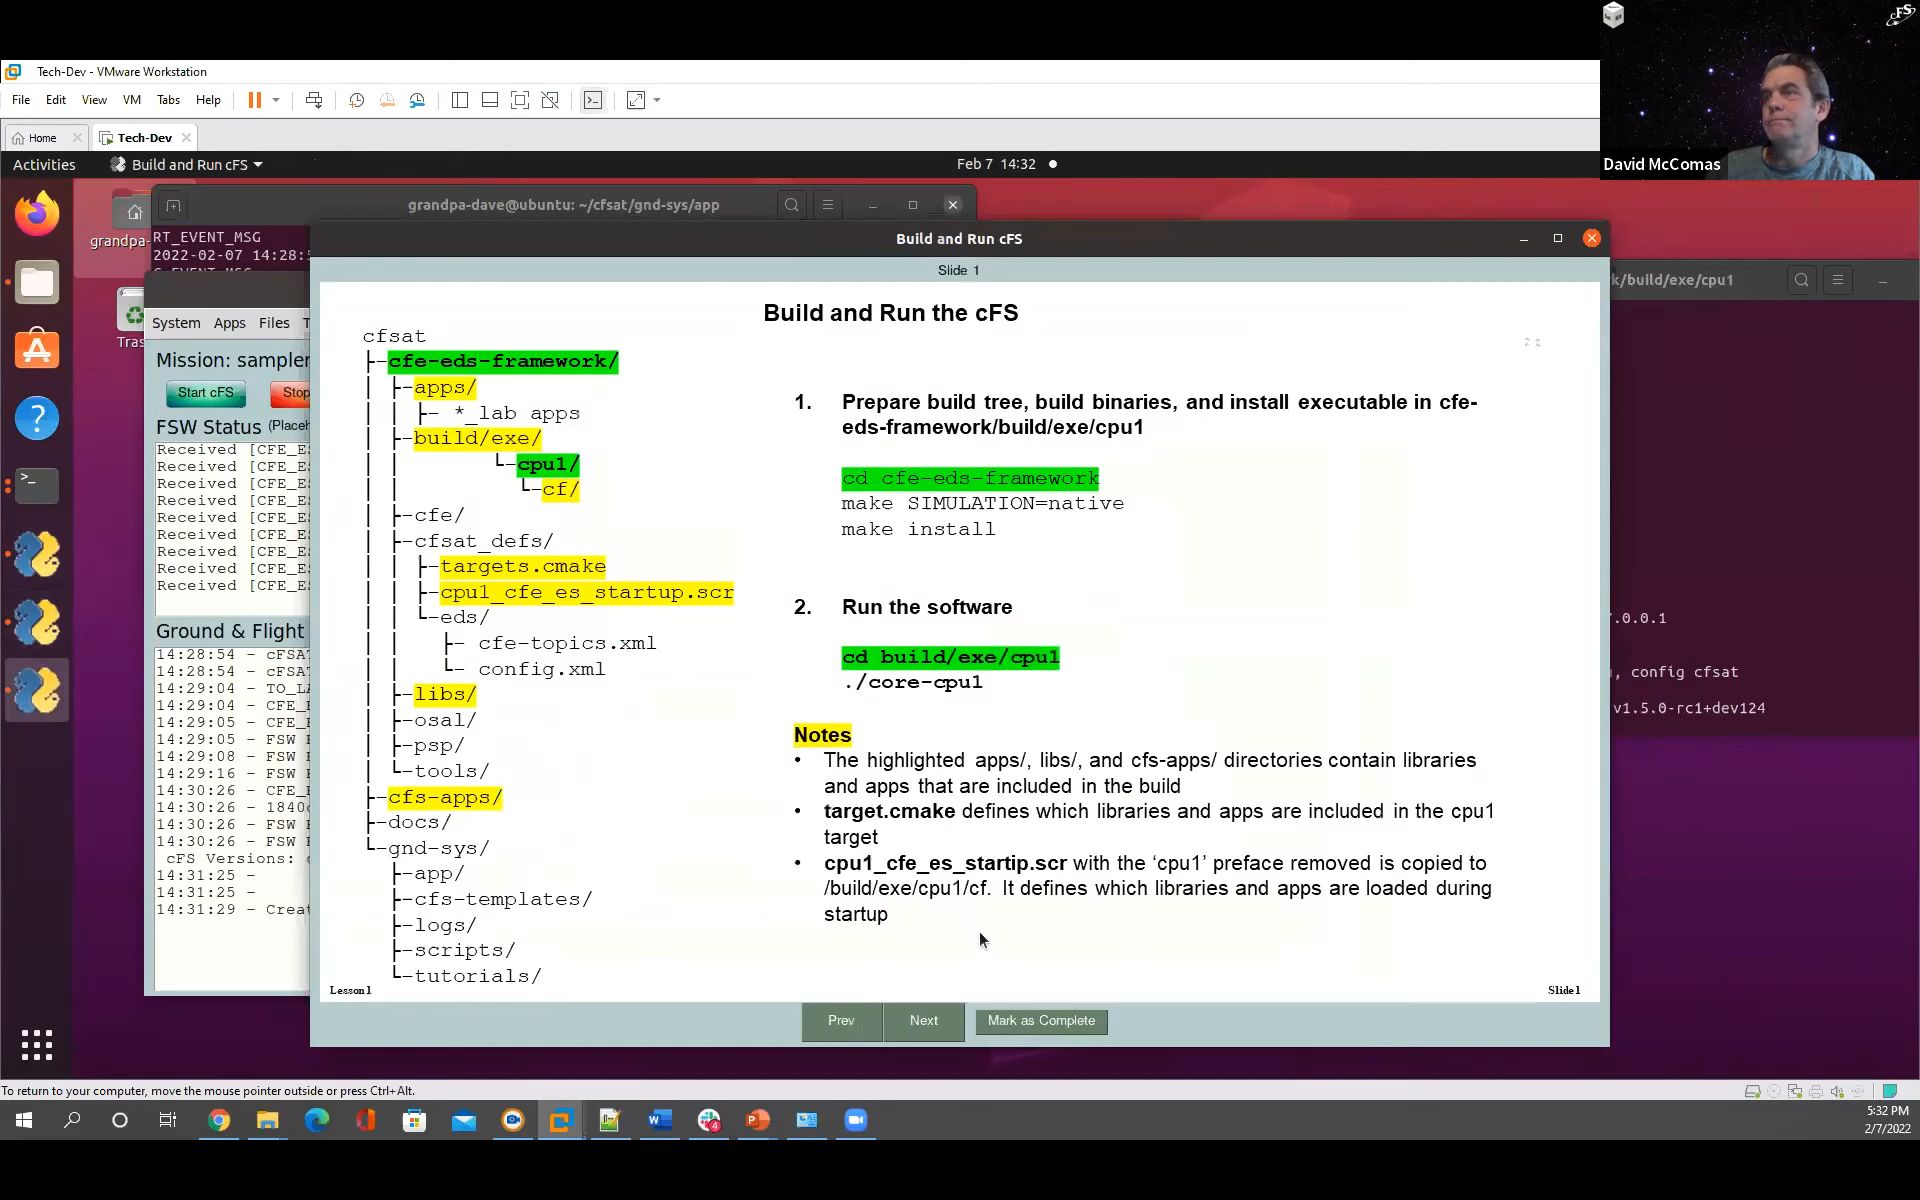 cFS
Tech-Dev - VMware Workstation
File Edit View VM Tabs Help
Home
Tech-Dev
David McComas
Activities
Build and Run cFS
Feb 7 14:32
grandpa-dave@ubuntu: ~/cfsat/gnd-sys/app
grandpa-
RT_EVENT_MSG
2022-02-07 14:28:
Build and Run cFS
Slide 1
k/build/exe/cpu1
Tras
System Apps Files T
Mission: sampler
Start cFS Stop
FSW Status (Placeh
Received [CFE_ES
Received [CFE_ES
Received [CFE_ES
Received [CFE_ES
Received [CFE_ES
Received [CFE_ES
Received [CFE_ES
Received [CFE_ES
Received [CFE_ES
Ground & Flight
14:28:54 - cFSAT
14:28:54 - cFSAT
14:29:04 - TO_LA
14:29:04 - CFE_E
14:29:05 - CFE_E
14:29:05 - FSW
14:29:08 - FSW
14:29:16 - FSW
14:30:26 - CFE_
14:30:26 - 1840
14:30:26 - FSW
14:30:26 - FSW
cFS Versions:
14:31:25 -
14:31:25 -
14:31:29 - Creat
Build and Run the cFS
cfsat
├-cfe-eds-framework/
│ ├-apps/
│ │ ├- *_lab apps
│ ├-build/exe/
│ │ └-cpu1/
│ │ └-cf/
│ ├-cfe/
│ ├-cfsat_defs/
│ │ ├-targets.cmake
│ │ ├-cpu1_cfe_es_startup.scr
│ │ └-eds/
│ │ ├- cfe-topics.xml
│ │ └- config.xml
│ ├-libs/
│ ├-osal/
│ ├-psp/
│ └-tools/
├-cfs-apps/
├-docs/
└-gnd-sys/
├-app/
├-cfs-templates/
├-logs/
├-scripts/
└-tutorials/
1. Prepare build tree, build binaries, and install executable in cfe-
eds-framework/build/exe/cpu1
cd cfe-eds-framework
make SIMULATION=native
make install
2. Run the software
cd build/exe/cpu1
./core-cpu1
Notes
• The highlighted apps/, libs/, and cfs-apps/ directories contain libraries
and apps that are included in the build
• target.cmake defines which libraries and apps are included in the cpu1
target
• cpu1_cfe_es_startip.scr with the ‘cpu1’ preface removed is copied to
/build/exe/cpu1/cf. It defines which libraries and apps are loaded during
startup
Lesson1
Slide1
.0.0.1
, config cfsat
v1.5.0-rc1+dev124
Prev Next Mark as Complete
To return to your computer, move the mouse pointer outside or press Ctrl+Alt.
5:32 PM
2/7/2022